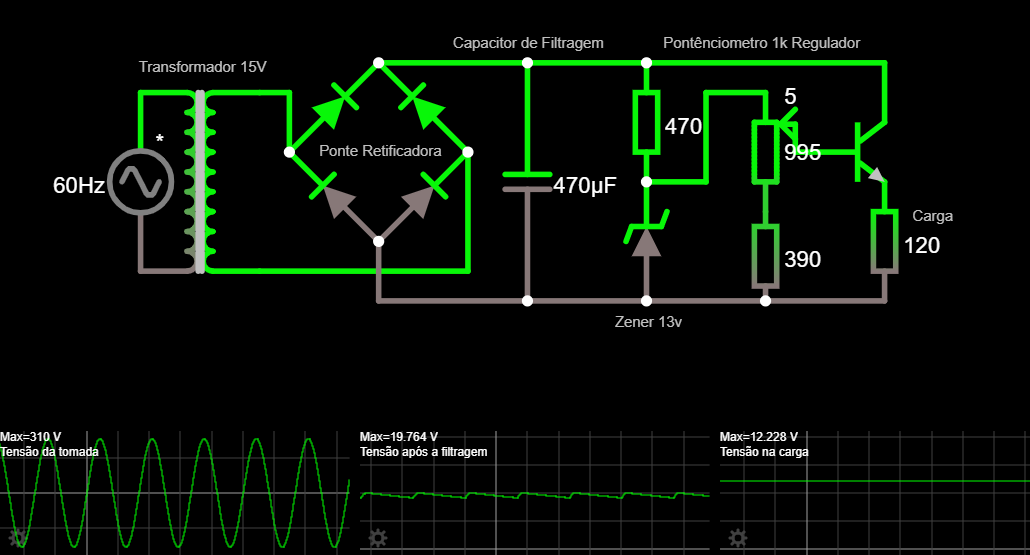 Capacitor de Filtragem
Pontênciometro 1k Regulador
Transformador 15V
5
470
*
Ponte Retificadora
995
60Hz
470μF
Carga
120
390
Zener 13v
Max=310 V
Tensão da tomada
Max=19.764 V
Tensão após a filtragem
Max=12.228 V
Tensão na carga